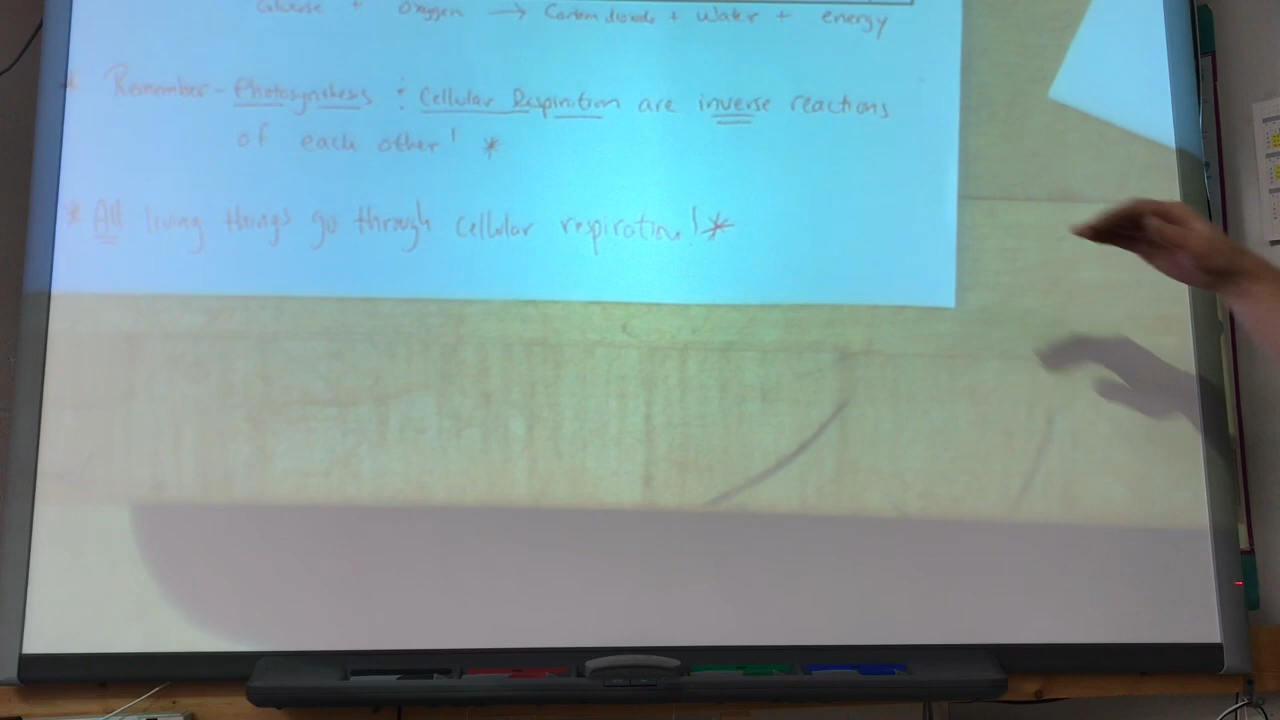 Glucose + Oxygen → Carbon dioxide + Water + energy
* Remember - Photosynthesis + Cellular Respiration are inverse reactions
of each other! *
* All living things go through cellular respiration! *